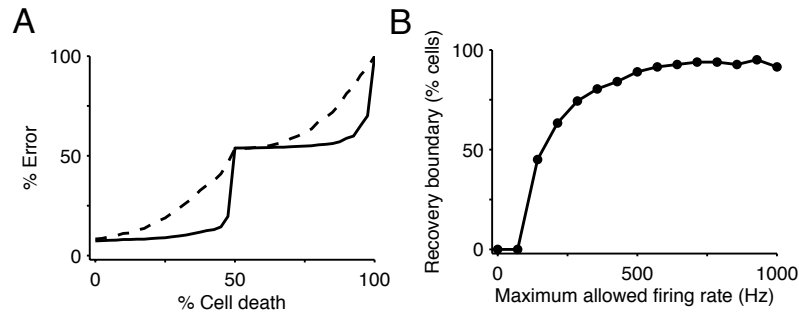 A
% Error
100
50
0
0
50
100
% Cell death
B
Recovery boundary (% cells)
100
50
0
0
500
1000
Maximum allowed firing rate (Hz)